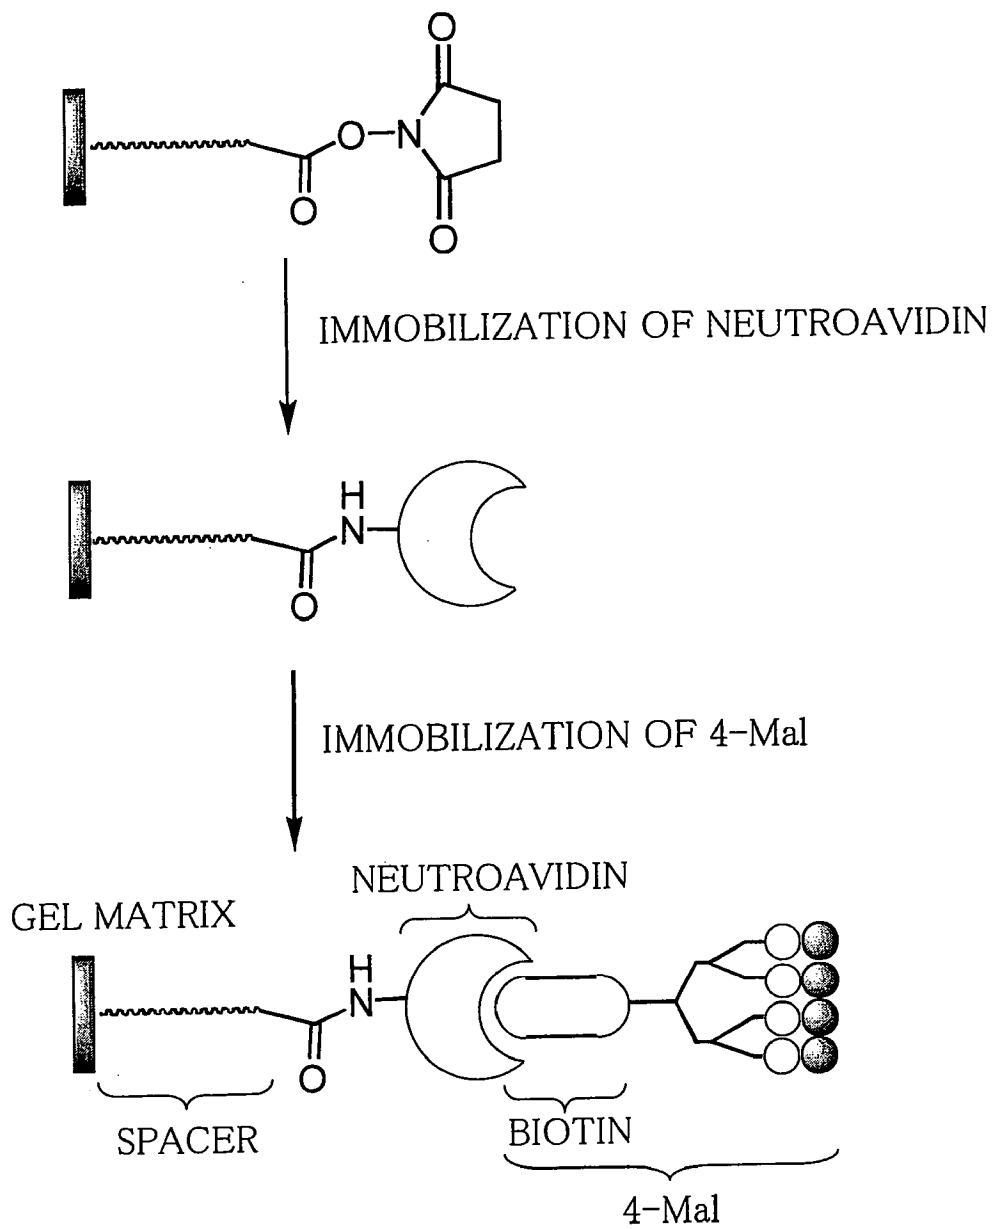 O
O
N
O
O
IMMOBILIZATION OF NEUTROAVIDIN
H
N
O
IMMOBILIZATION OF 4-Mal
NEUTROAVIDIN
GEL MATRIX
H
N
O
SPACER
BIOTIN
4-Mal